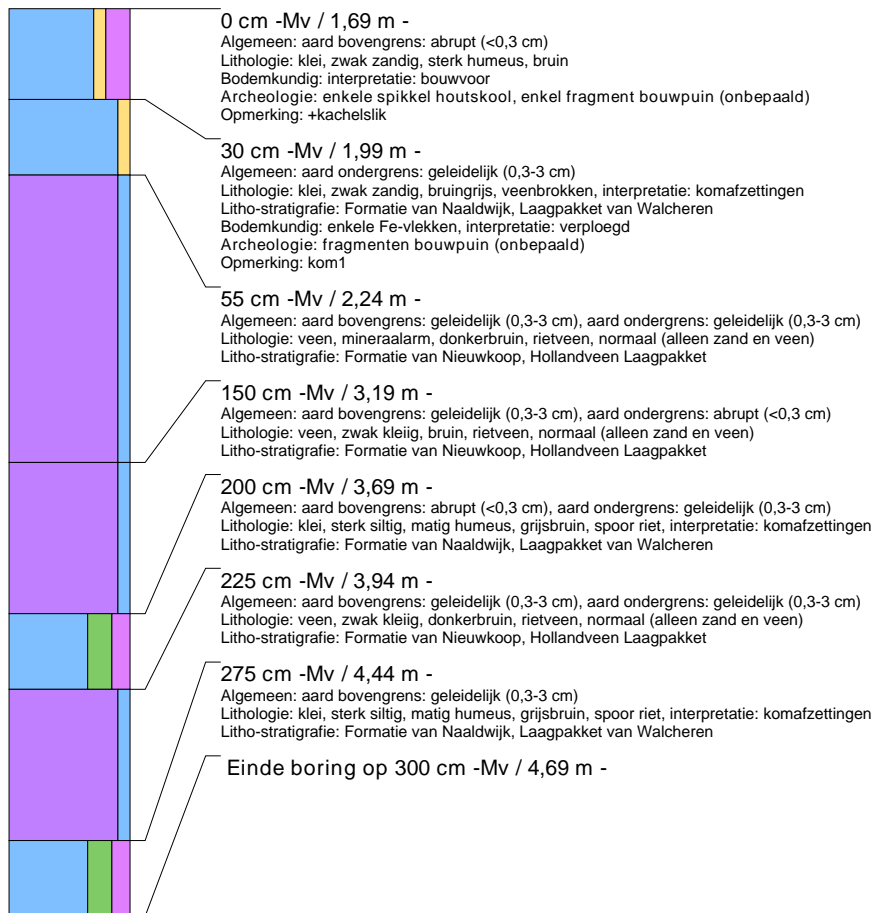 0 cm -Mv / 1,69 m -
Algemeen: aard bovengrens: abrupt (<0,3 cm)
Lithologie: klei, zwak zandig, sterk humeus, bruin
Bodemkundig: interpretatie: bouwvoor
Archeologie: enkele spikkel houtskool, enkel fragment bouwpuin (onbepaald)
Opmerking: +kachelslik
30 cm -Mv / 1,99 m -
Algemeen: aard ondergrens: geleidelijk (0,3-3 cm)
Lithologie: klei, zwak zandig, bruingrijs, veenbrokken, interpretatie: komafzettingen
Litho-stratigrafie: Formatie van Naaldwijk, Laagpakket van Walcheren
Bodemkundig: enkele Fe-vlekken, interpretatie: verploegd
Archeologie: fragmenten bouwpuin (onbepaald)
Opmerking: kom1
55 cm -Mv / 2,24 m -
Algemeen: aard bovengrens: geleidelijk (0,3-3 cm), aard ondergrens: geleidelijk (0,3-3 cm)
Lithologie: veen, mineraalarm, donkerbruin, rietveen, normaal (alleen zand en veen)
Litho-stratigrafie: Formatie van Nieuwkoop, Hollandveen Laagpakket
150 cm -Mv / 3,19 m -
Algemeen: aard bovengrens: geleidelijk (0,3-3 cm), aard ondergrens: abrupt (<0,3 cm)
Lithologie: veen, zwak kleiig, bruin, rietveen, normaal (alleen zand en veen)
Litho-stratigrafie: Formatie van Nieuwkoop, Hollandveen Laagpakket
200 cm -Mv / 3,69 m -
Algemeen: aard bovengrens: abrupt (<0,3 cm), aard ondergrens: geleidelijk (0,3-3 cm)
Lithologie: klei, sterk siltig, matig humeus, grijsbruin, spoor riet, interpretatie: komafzettingen
Litho-stratigrafie: Formatie van Naaldwijk, Laagpakket van Walcheren
225 cm -Mv / 3,94 m -
Algemeen: aard bovengrens: geleidelijk (0,3-3 cm), aard ondergrens: geleidelijk (0,3-3 cm)
Lithologie: veen, zwak kleiig, donkerbruin, rietveen, normaal (alleen zand en veen)
Litho-stratigrafie: Formatie van Nieuwkoop, Hollandveen Laagpakket
275 cm -Mv / 4,44 m -
Algemeen: aard bovengrens: geleidelijk (0,3-3 cm)
Lithologie: klei, sterk siltig, matig humeus, grijsbruin, spoor riet, interpretatie: komafzettingen
Litho-stratigrafie: Formatie van Naaldwijk, Laagpakket van Walcheren
Einde boring op 300 cm -Mv / 4,69 m -